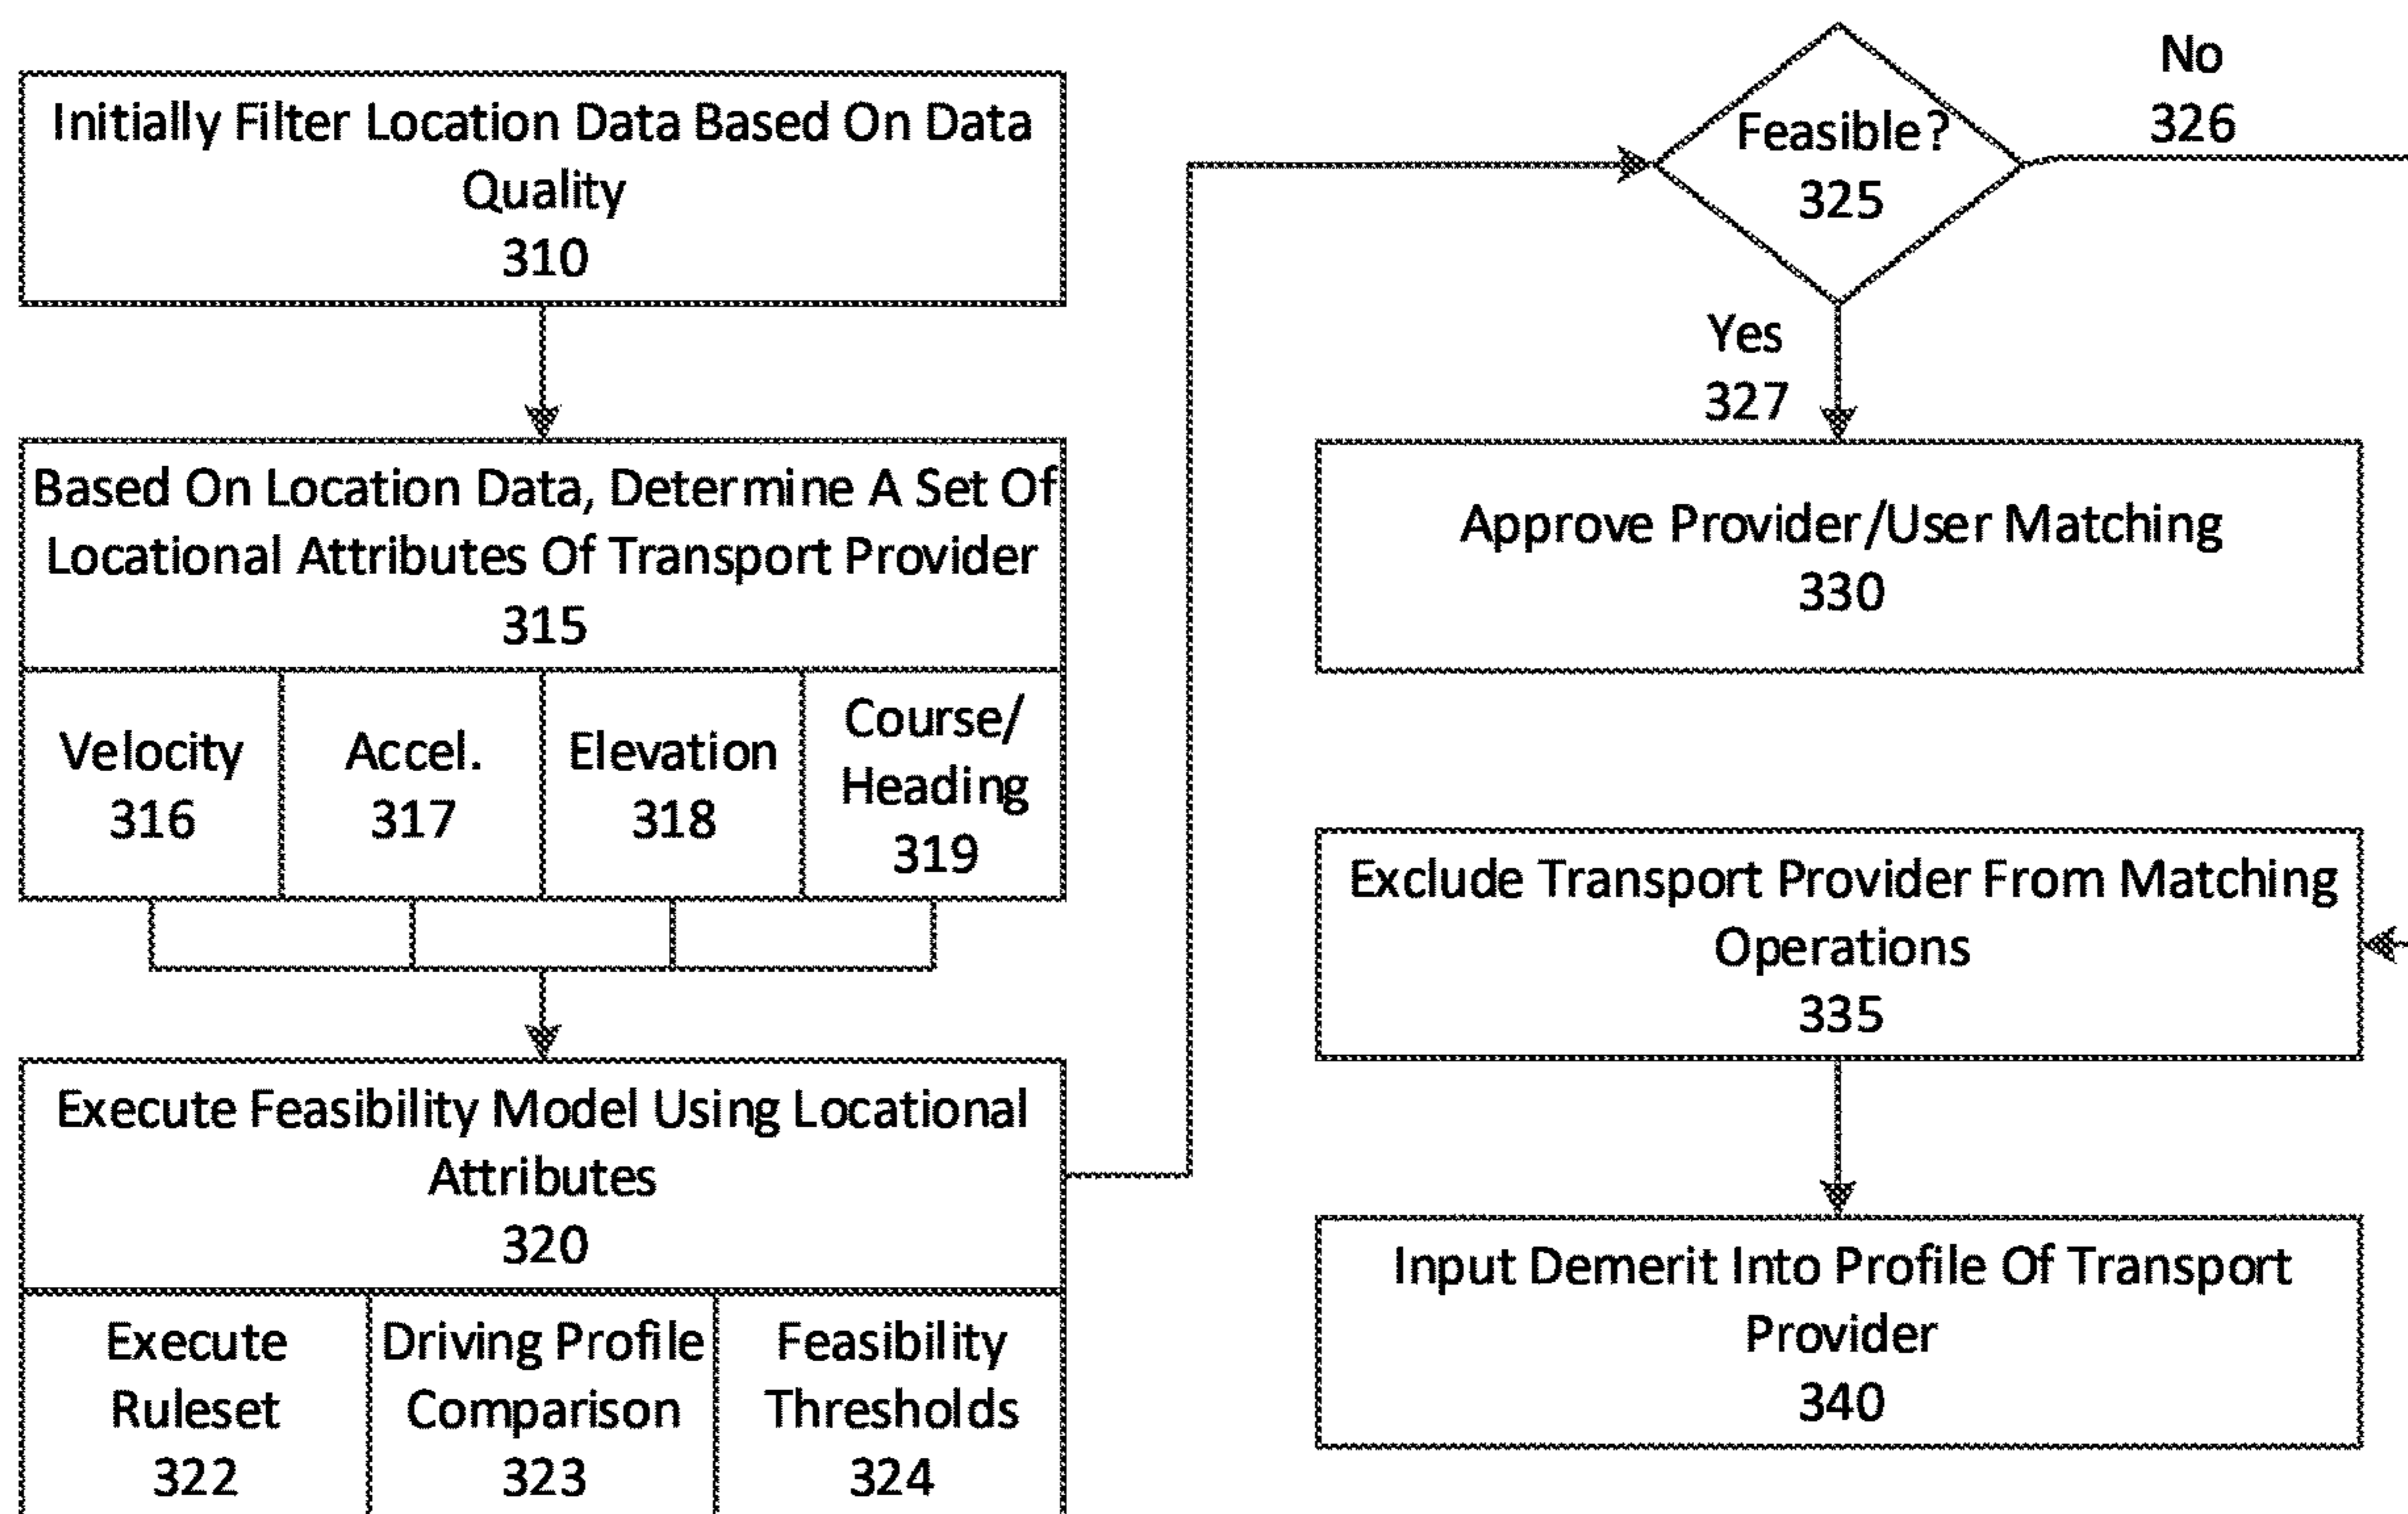 Initially Filter Location Data Based On Data
Quality
310
Based On Location Data, Determine A Set Of
Locational Attributes Of Transport Provider
315
Velocity
316
Accel.
317
Elevation
318
Course/
Heading
319
Execute Feasibility Model Using Locational
Attributes
320
Execute
Ruleset
322
Driving Profile
Comparison
323
Feasibility
Thresholds
324
Feasible?
325
No
326
Yes
327
Approve Provider/User Matching
330
Exclude Transport Provider From Matching
Operations
335
Input Demerit Into Profile Of Transport
Provider
340